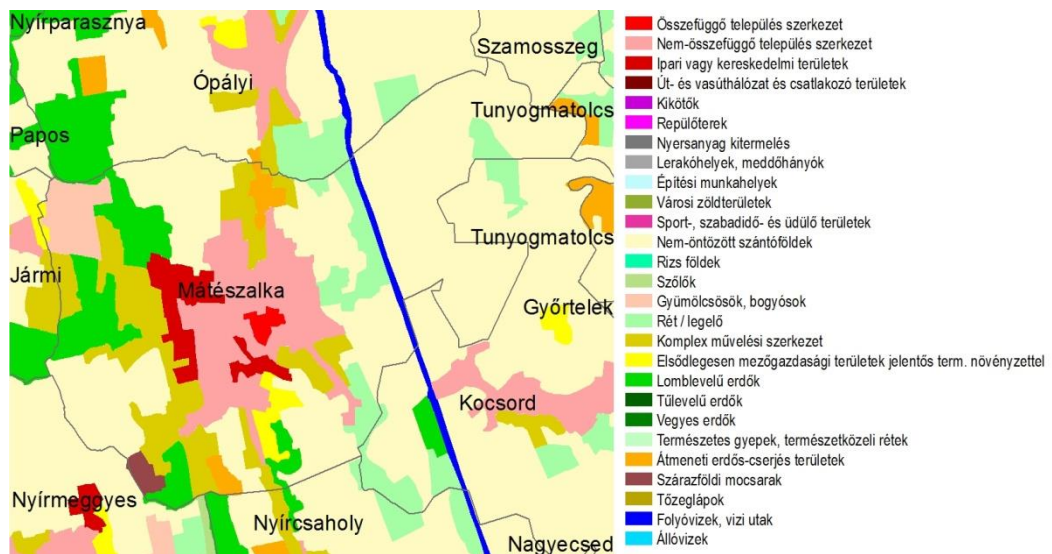 Nyírparasznya
Szamosszeg
Ópályi
Tunyogmatolcs
Papos
Tunyogmatolcs
Jármi
Mátészalka
Győrtelek
Kocsord
Nyírmeggyes
Nyírcsaholy
Nagyecsed
Összefüggő település szerkezet
Nem-összefüggő település szerkezet
Ipari vagy kereskedelmi területek
Út- és vasúthálózat és csatlakozó területek
Kikötők
Repülőterek
Nyersanyag kitermelés
Lerakóhelyek, meddőhányók
Építési munkahelyek
Városi zöldterületek
Sport-, szabadidő- és üdülő területek
Nem-öntözött szántóföldek
Rizs földek
Szőlők
Gyümölcsösök, bogyósok
Rét / legelő
Komplex művelési szerkezet
Elsődlegesen mezőgazdasági területek jelentős term. növényzettel
Lomblevelű erdők
Tűlevelű erdők
Vegyes erdők
Természetes gyepek, természetközeli rétek
Átmeneti erdős-cserjés területek
Szárazföldi mocsarak
Tőzeglápok
Folyóvizek, vizi utak
Állóvizek